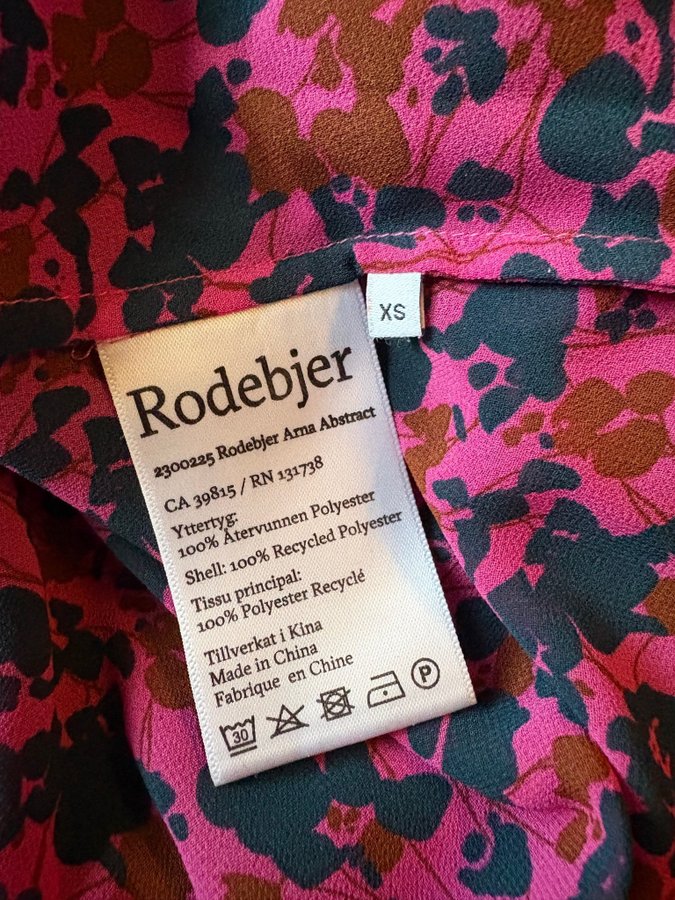 XS
Rodebjer
2300225 Rodebjer Arna Abstract
CA 39815 / RN 131738
Yttertyg:
100% Återvunnen Polyester
Shell: 100% Recycled Polyester
Tissu principal:
100% Polyester Recyclé
Tillverkat i Kina
Made in China
Fabrique en Chine
30 P